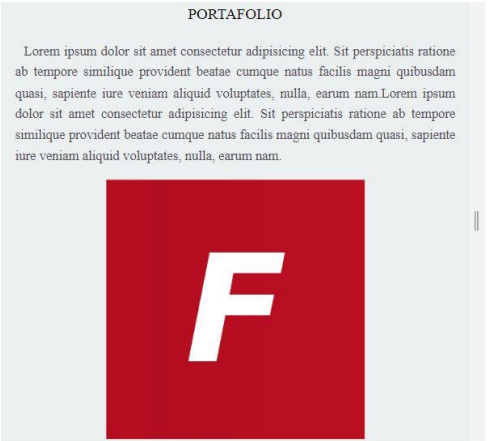 PORTAFOLIO
Lorem ipsum dolor sit amet consectetur adipisicing elit. Sit perspiciatis ratione
ab tempore similique provident beatae cumque natus facilis magni quibusdam
quasi, sapiente iure veniam aliquid voluptates, nulla, earum nam.Lorem ipsum
dolor sit amet consectetur adipisicing elit. Sit perspiciatis ratione ab tempore
similique provident beatae cumque natus facilis magni quibusdam quasi, sapiente
iure veniam aliquid voluptates, nulla, earum nam.
F